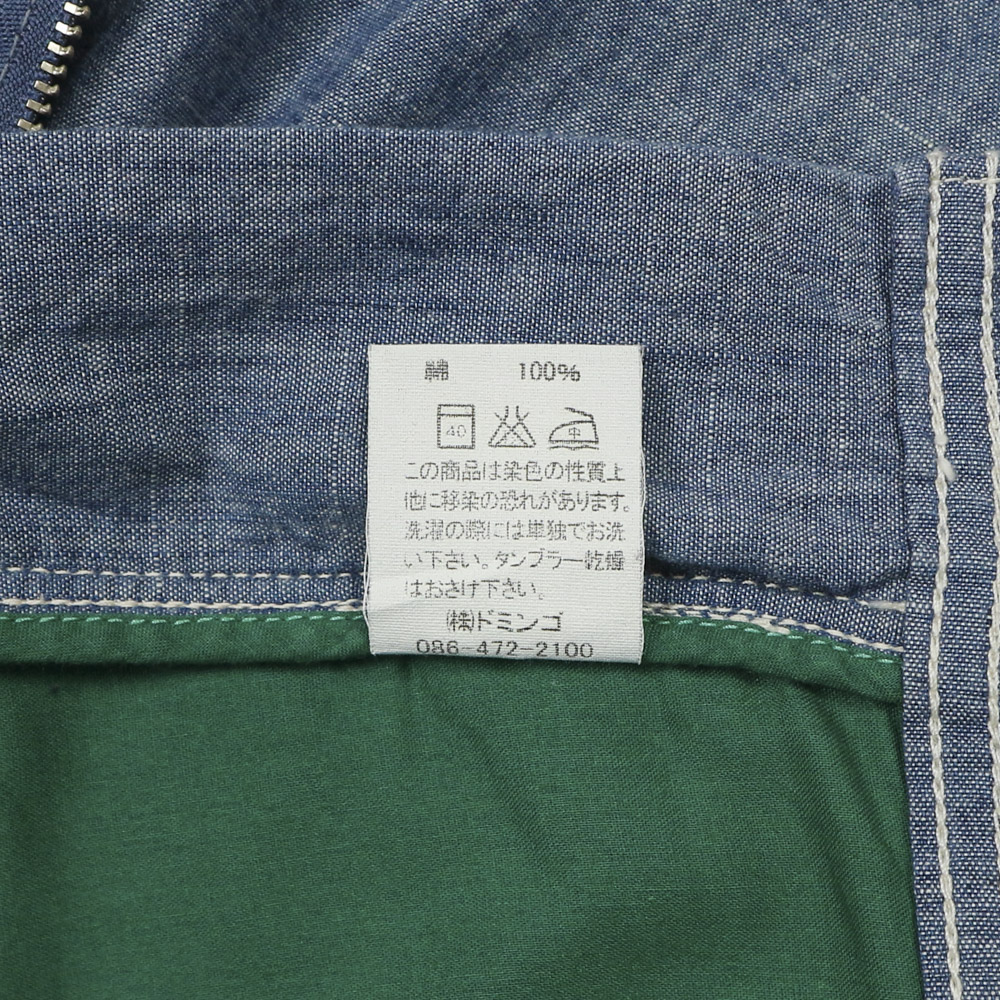 綿 100%
40
中
この商品は染色の性質上
他に移染の恐れがあります。
洗濯の際には単独でお洗
い下さい。タンブラー乾燥
はおさけ下さい。
(株)ドミンゴ
086-472-2100